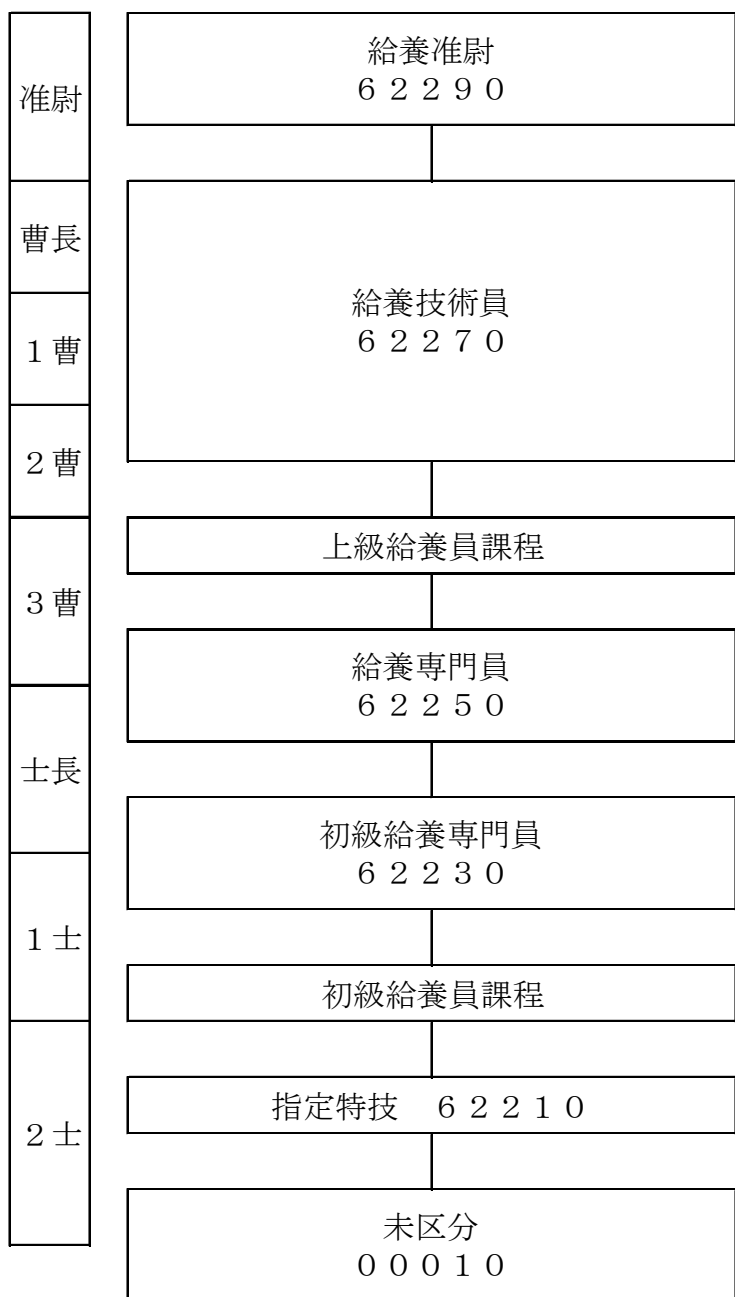 准尉
給養准尉
６２２９０
曹長
１曹
２曹
給養技術員
６２２７０
３曹
上級給養員課程
給養専門員
６２２５０
士長
初級給養専門員
６２２３０
１士
初級給養員課程
２士
指定特技　６２２１０
未区分
０００１０